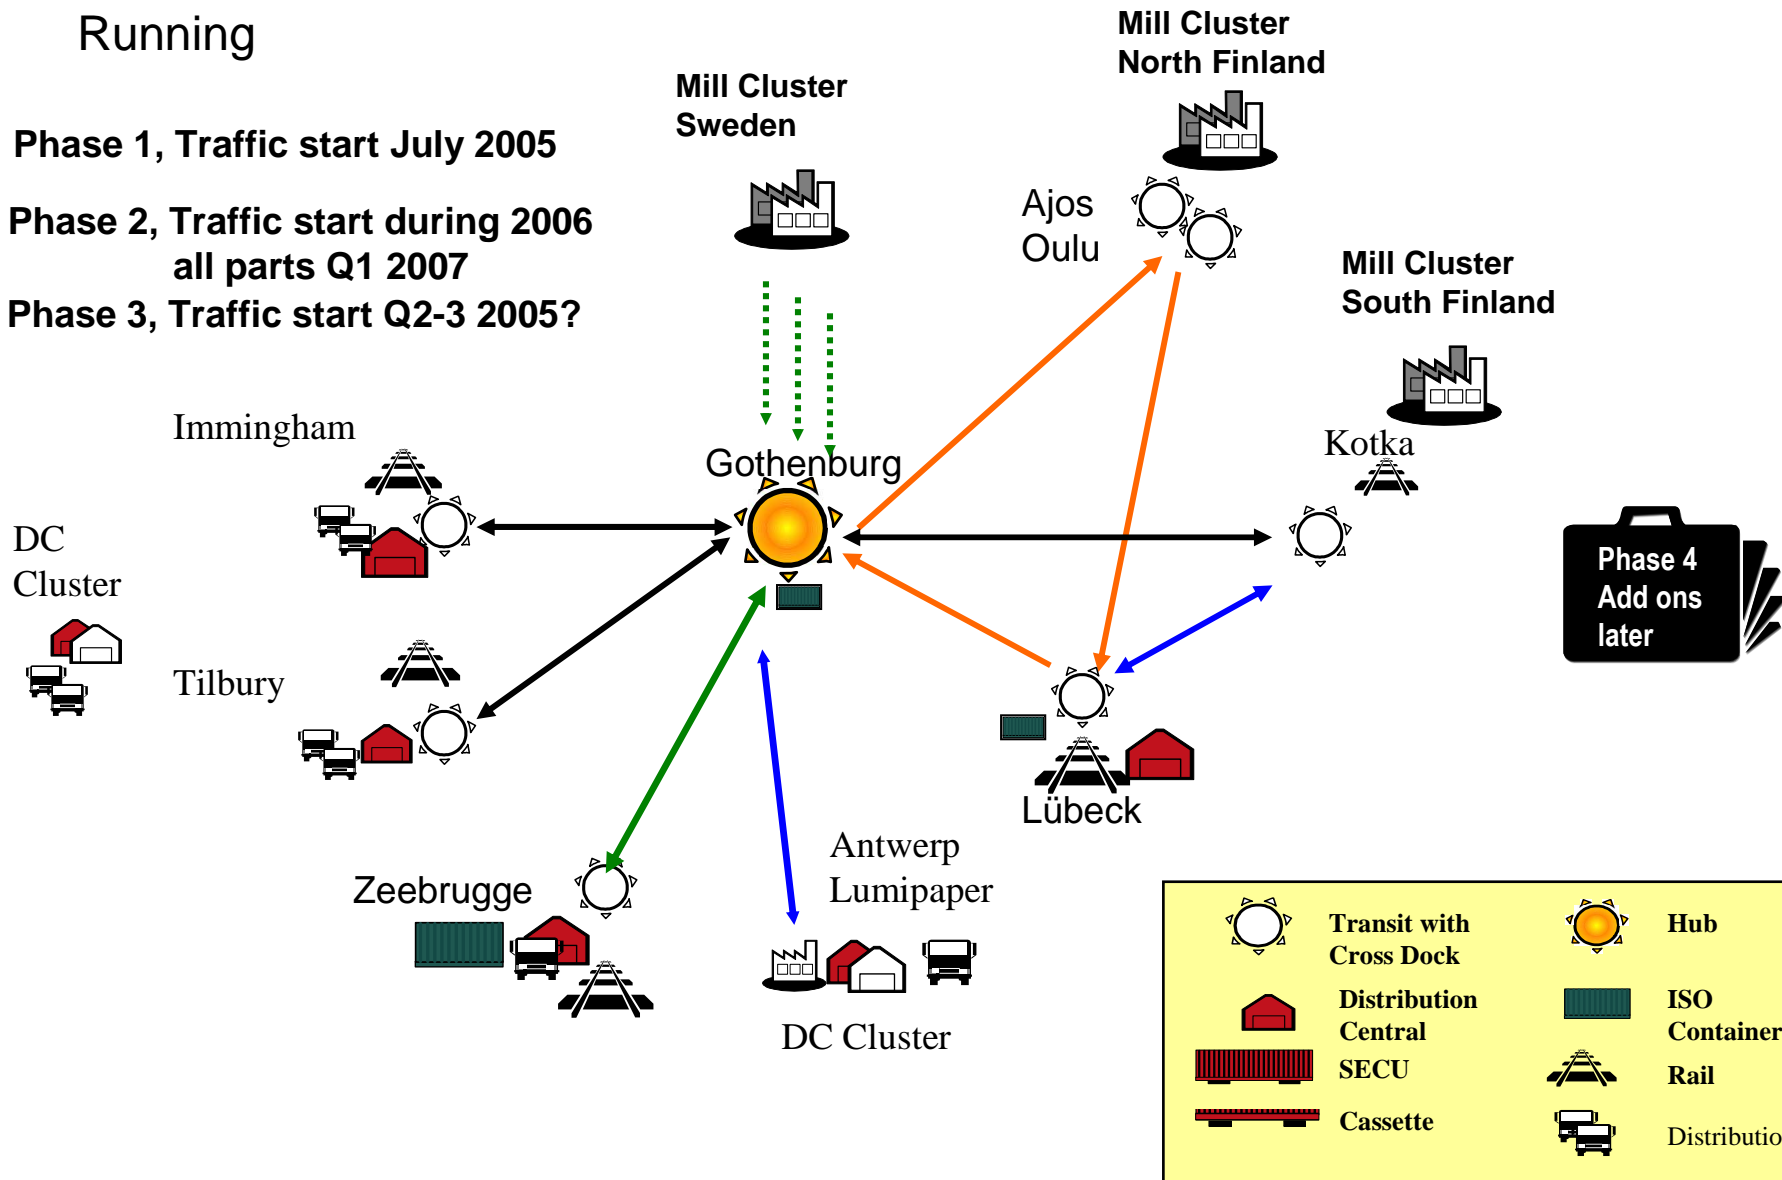 Running
Phase 1, Traffic start July 2005
Phase 2, Traffic start during 2006
all parts Q1 2007
Phase 3, Traffic start Q2-3 2005?
Mill Cluster
Sweden
Mill Cluster
North Finland
Ajos
Oulu
Mill Cluster
South Finland
Immingham
Gothenburg
Kotka
DC
Cluster
Phase 4
Add ons
later
Tilbury
Lübeck
Antwerp
Lumipaper
Zeebrugge
DC Cluster
Transit with
Cross Dock
Hub
Distribution
Central
ISO
Container
SECU
Rail
Cassette
Distributio